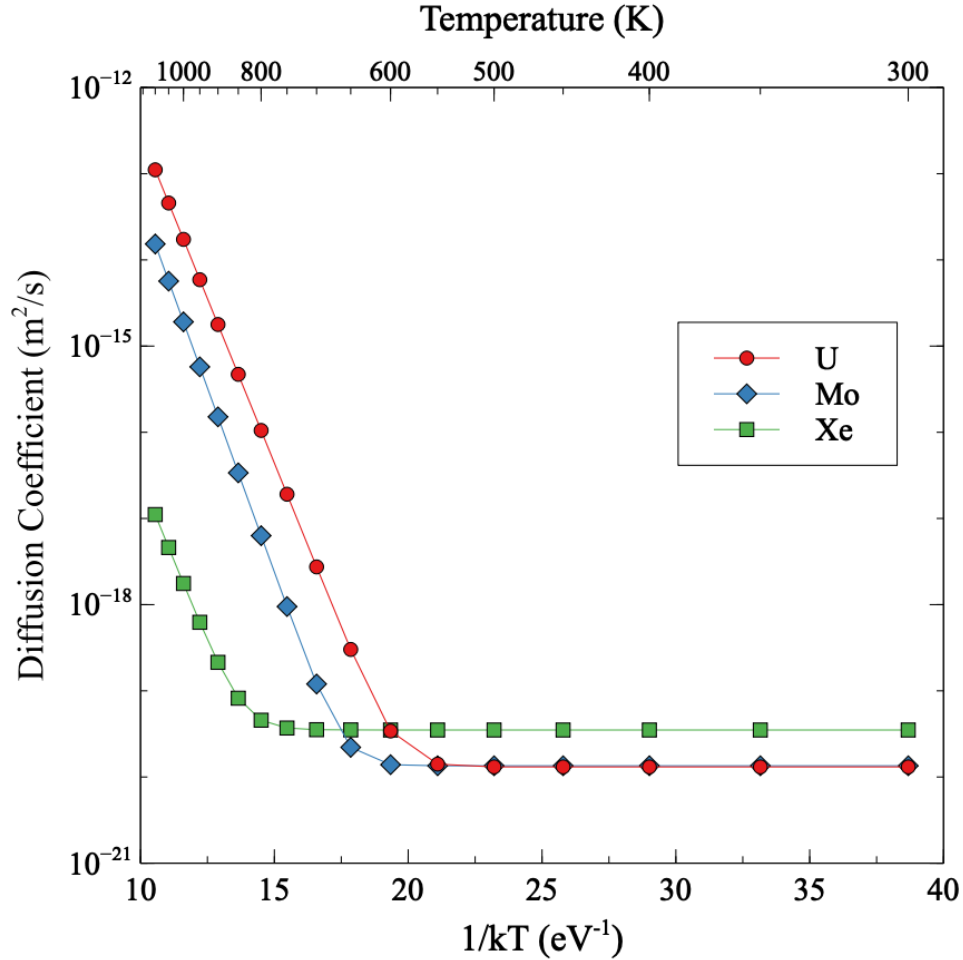 Temperature (K)
1000 800 600 500 400 300
10⁻¹²
10⁻¹⁵
10⁻¹⁸
10⁻²¹
Diffusion Coefficient (m²/s)
U
Mo
Xe
10 15 20 25 30 35 40
1/kT (eV⁻¹)